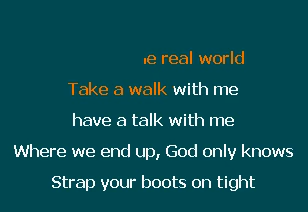 real world
Take a walk with me
have a talk with me
Where we end up, God only knows
Strap your boots on tight